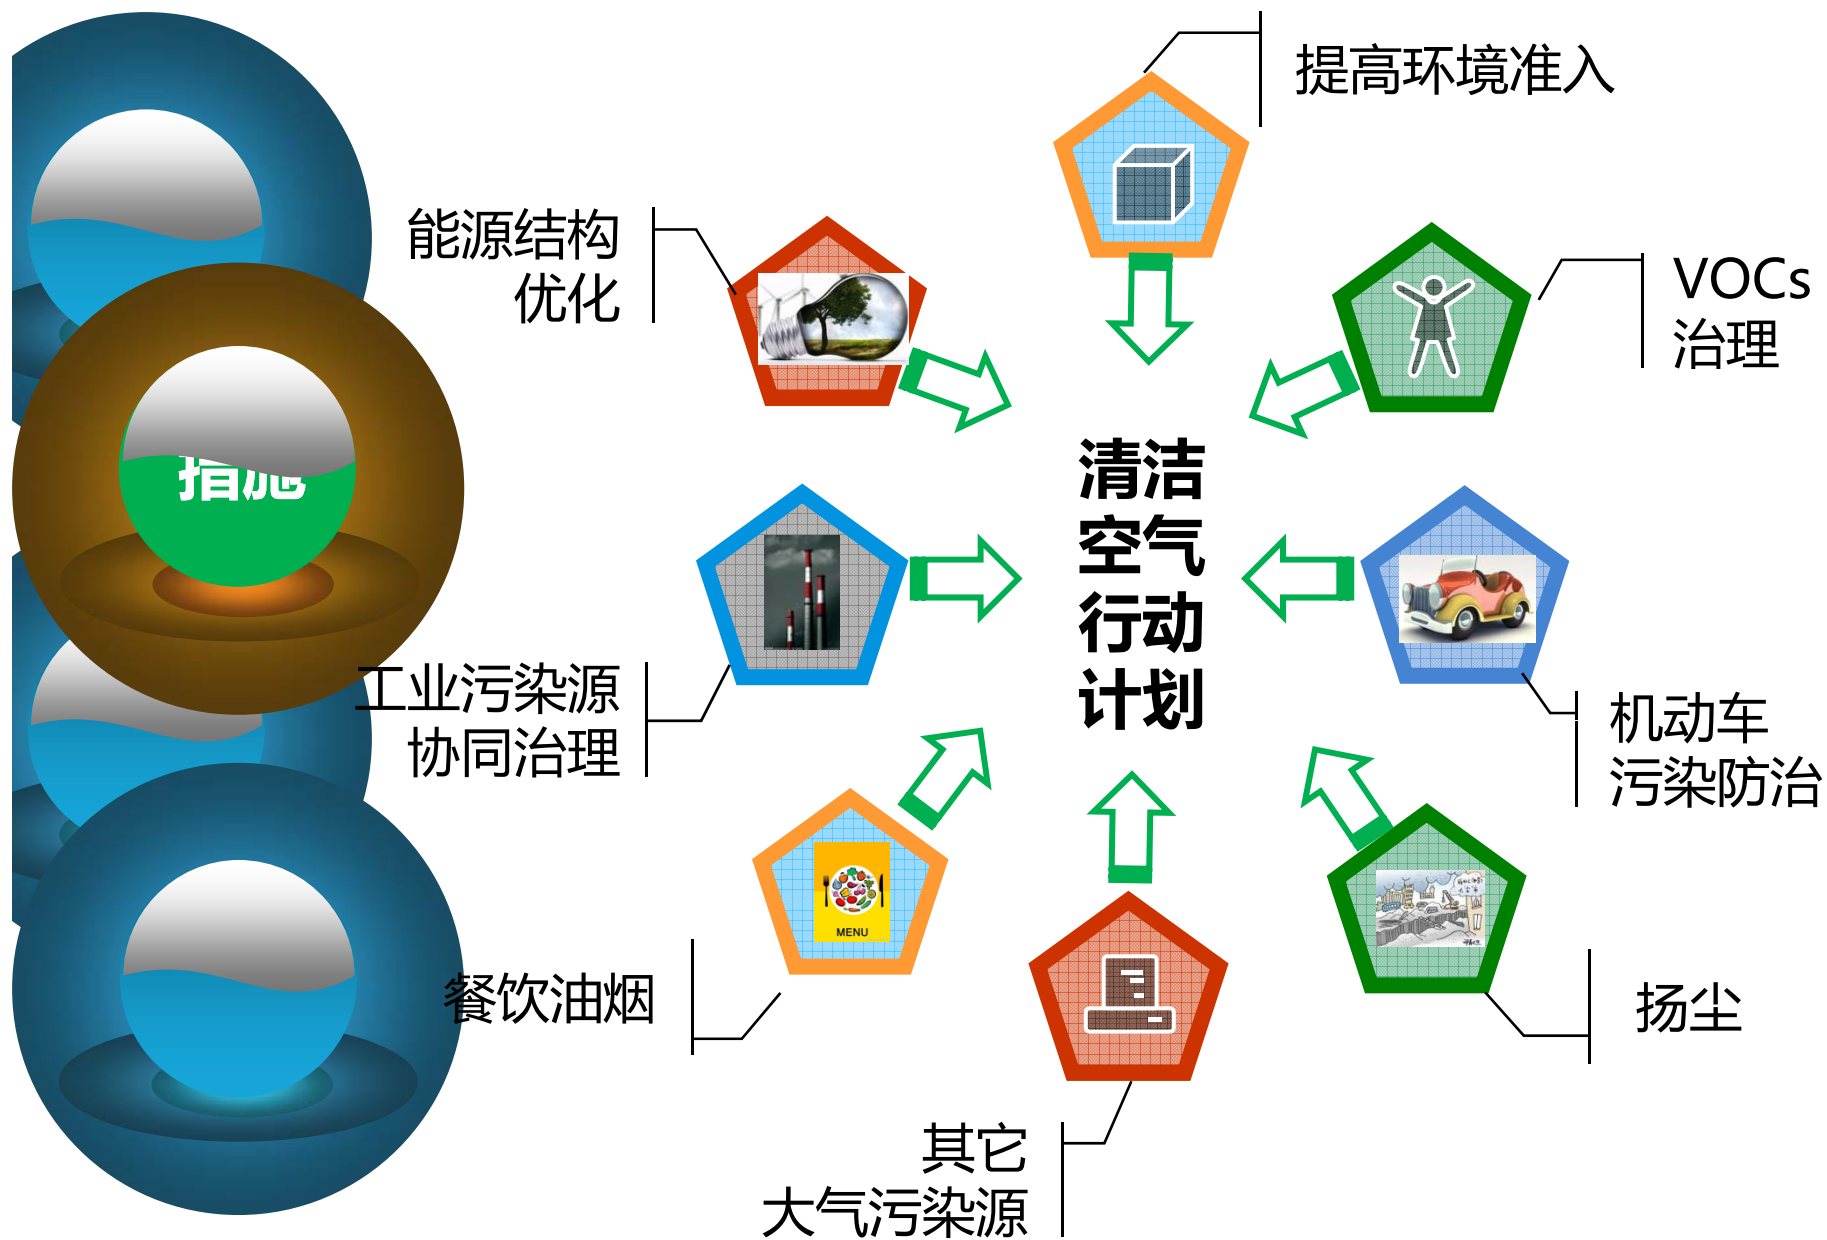 提高环境准入
能源结构
优化
VOCs
治理
措施
清洁
空气
行动
计划
工业污染源
协同治理
机动车
污染防治
MENU
餐饮油烟
扬尘
其它
大气污染源